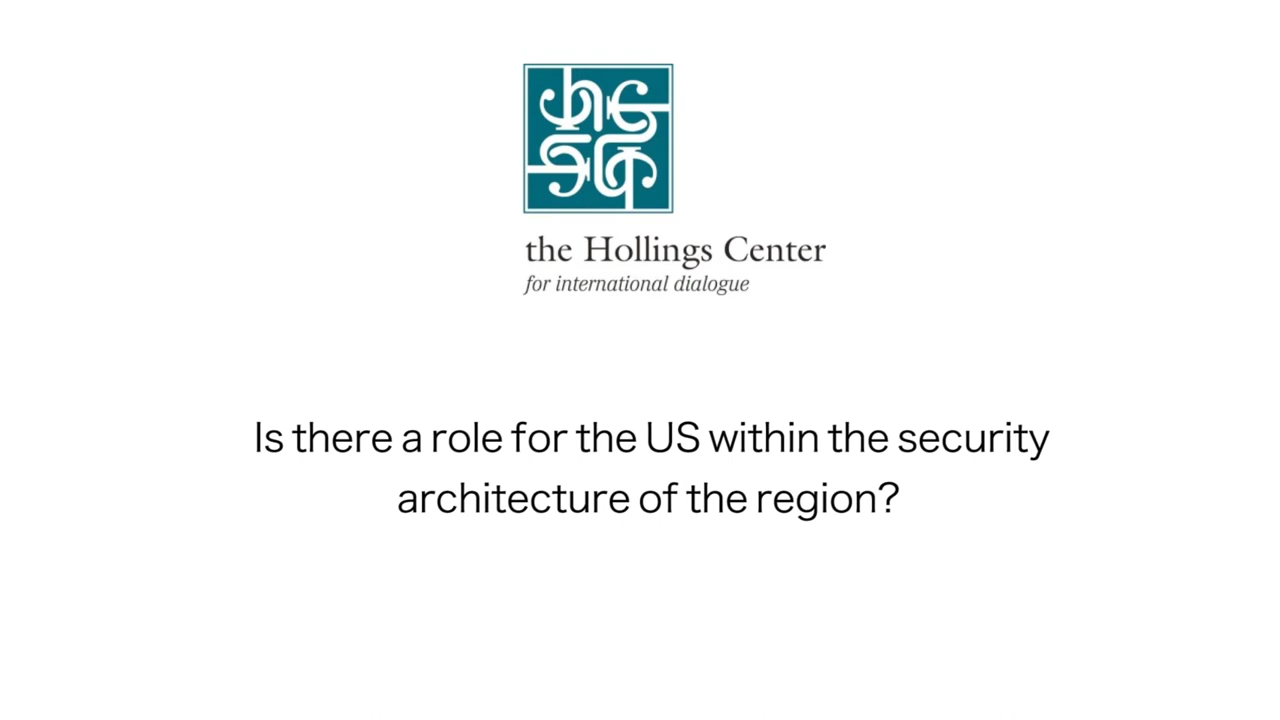 the Hollings Center
for international dialogue
Is there a role for the US within the security
architecture of the region?